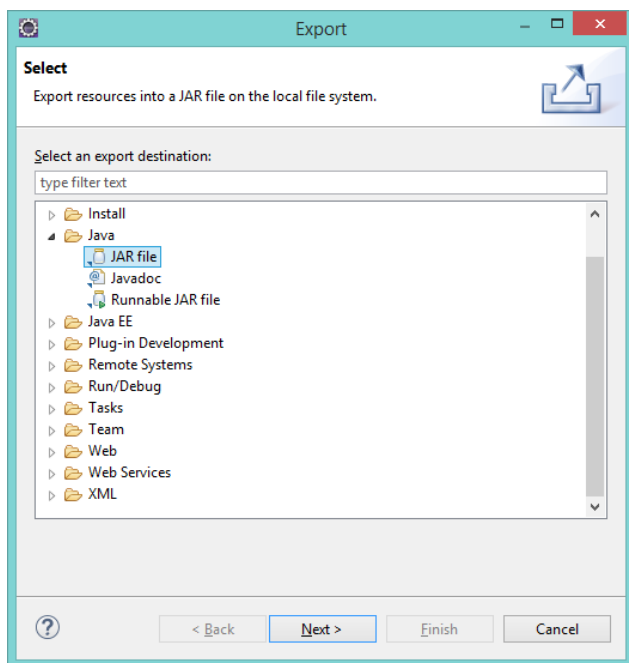 Export
Select
Export resources into a JAR file on the local file system.
Select an export destination:
type filter text
Install
Java
JAR file
Javadoc
Runnable JAR file
Java EE
Plug-in Development
Remote Systems
Run/Debug
Tasks
Team
Web
Web Services
XML
? < Back Next > Finish Cancel